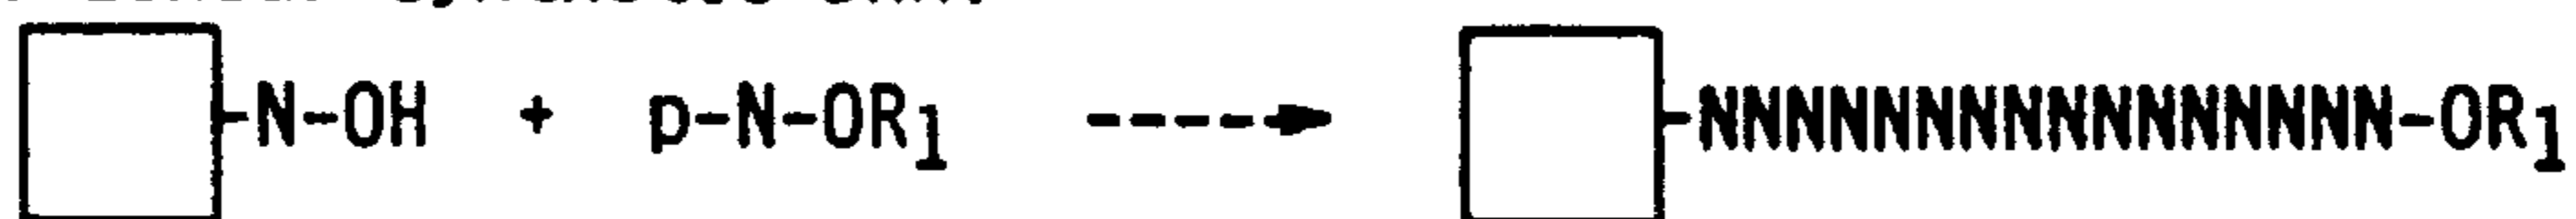 -N-OH + p-N-OR₁ ----► -NNNNNNNNNNNNNNNN-OR₁